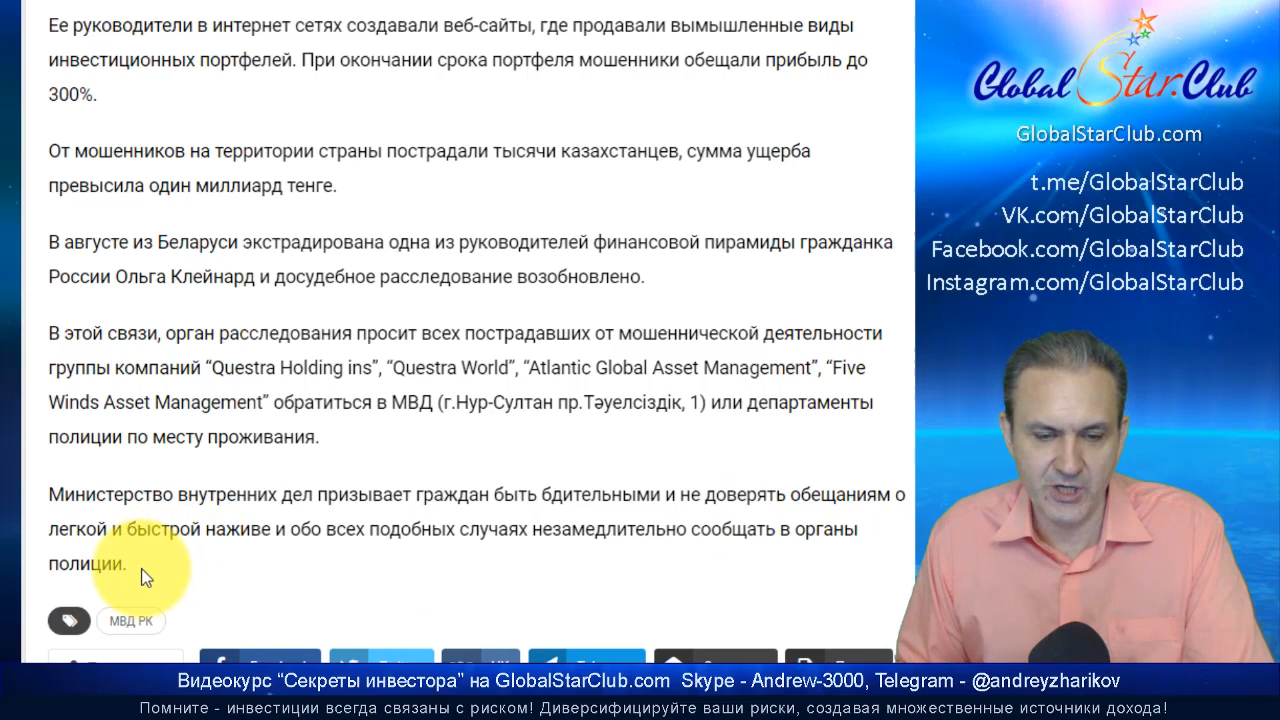 Ее руководители в интернет сетях создавали веб-сайты, где продавали вымышленные виды
инвестиционных портфелей. При окончании срока портфеля мошенники обещали прибыль до
300%.
От мошенников на территории страны пострадали тысячи казахстанцев, сумма ущерба
превысила один миллиард тенге.
В августе из Беларуси экстрадирована одна из руководителей финансовой пирамиды гражданка
России Ольга Клейнард и досудебное расследование возобновлено.
В этой связи, орган расследования просит всех пострадавших от мошеннической деятельности
группы компаний “Questra Holding ins”, “Questra World”, “Atlantic Global Asset Management”, “Five
Winds Asset Management” обратиться в МВД (г.Нур-Султан пр.Тәуелсіздік, 1) или департаменты
полиции по месту проживания.
Министерство внутренних дел призывает граждан быть бдительными и не доверять обещаниям о
легкой и быстрой наживе и обо всех подобных случаях незамедлительно сообщать в органы
полиции.
МВД РК
Global Star.Club
GlobalStarClub.com
t.me/GlobalStarClub
VK.com/GlobalStarClub
Facebook.com/GlobalStarClub
Instagram.com/GlobalStarClub
Видеокурс “Секреты инвестора” на GlobalStarClub.com Skype - Andrew-3000, Telegram - @andreyzharikov
Помните - инвестиции всегда связаны с риском! Диверсифицируйте ваши риски, создавая множественные источники дохода!